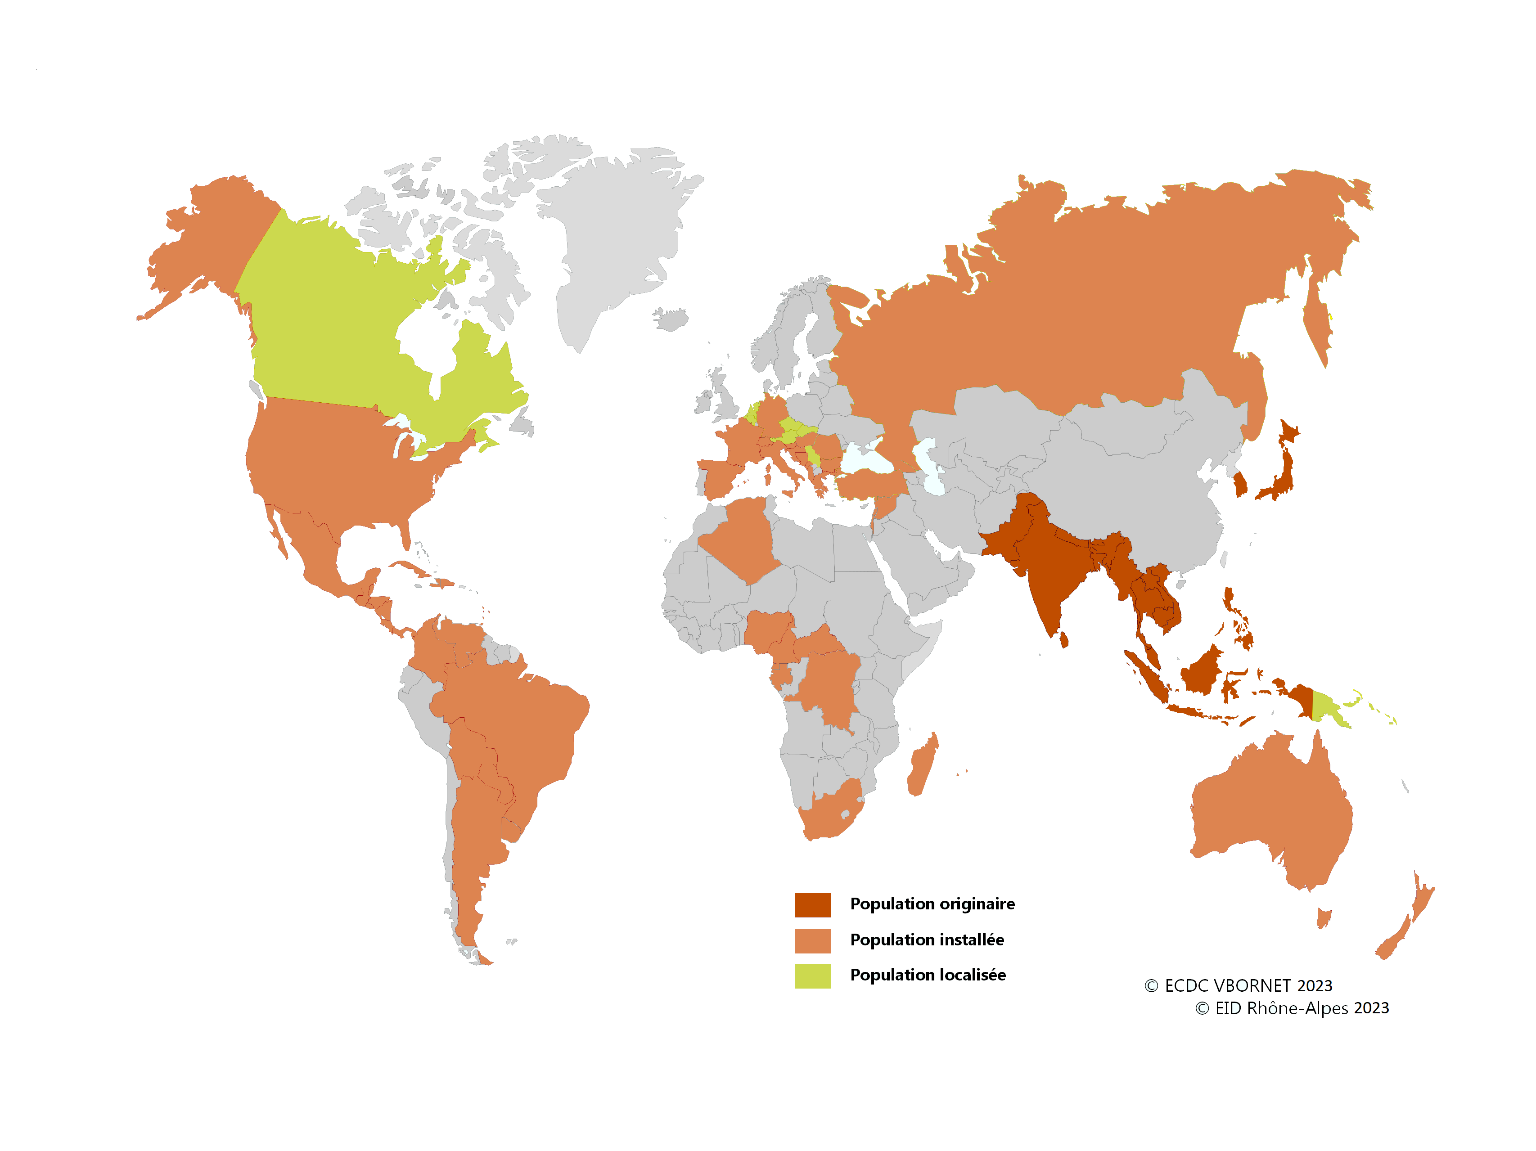 Population originaire
Population installée
Population localisée
© ECDC VBORNET 2023
© EID Rhône-Alpes 2023